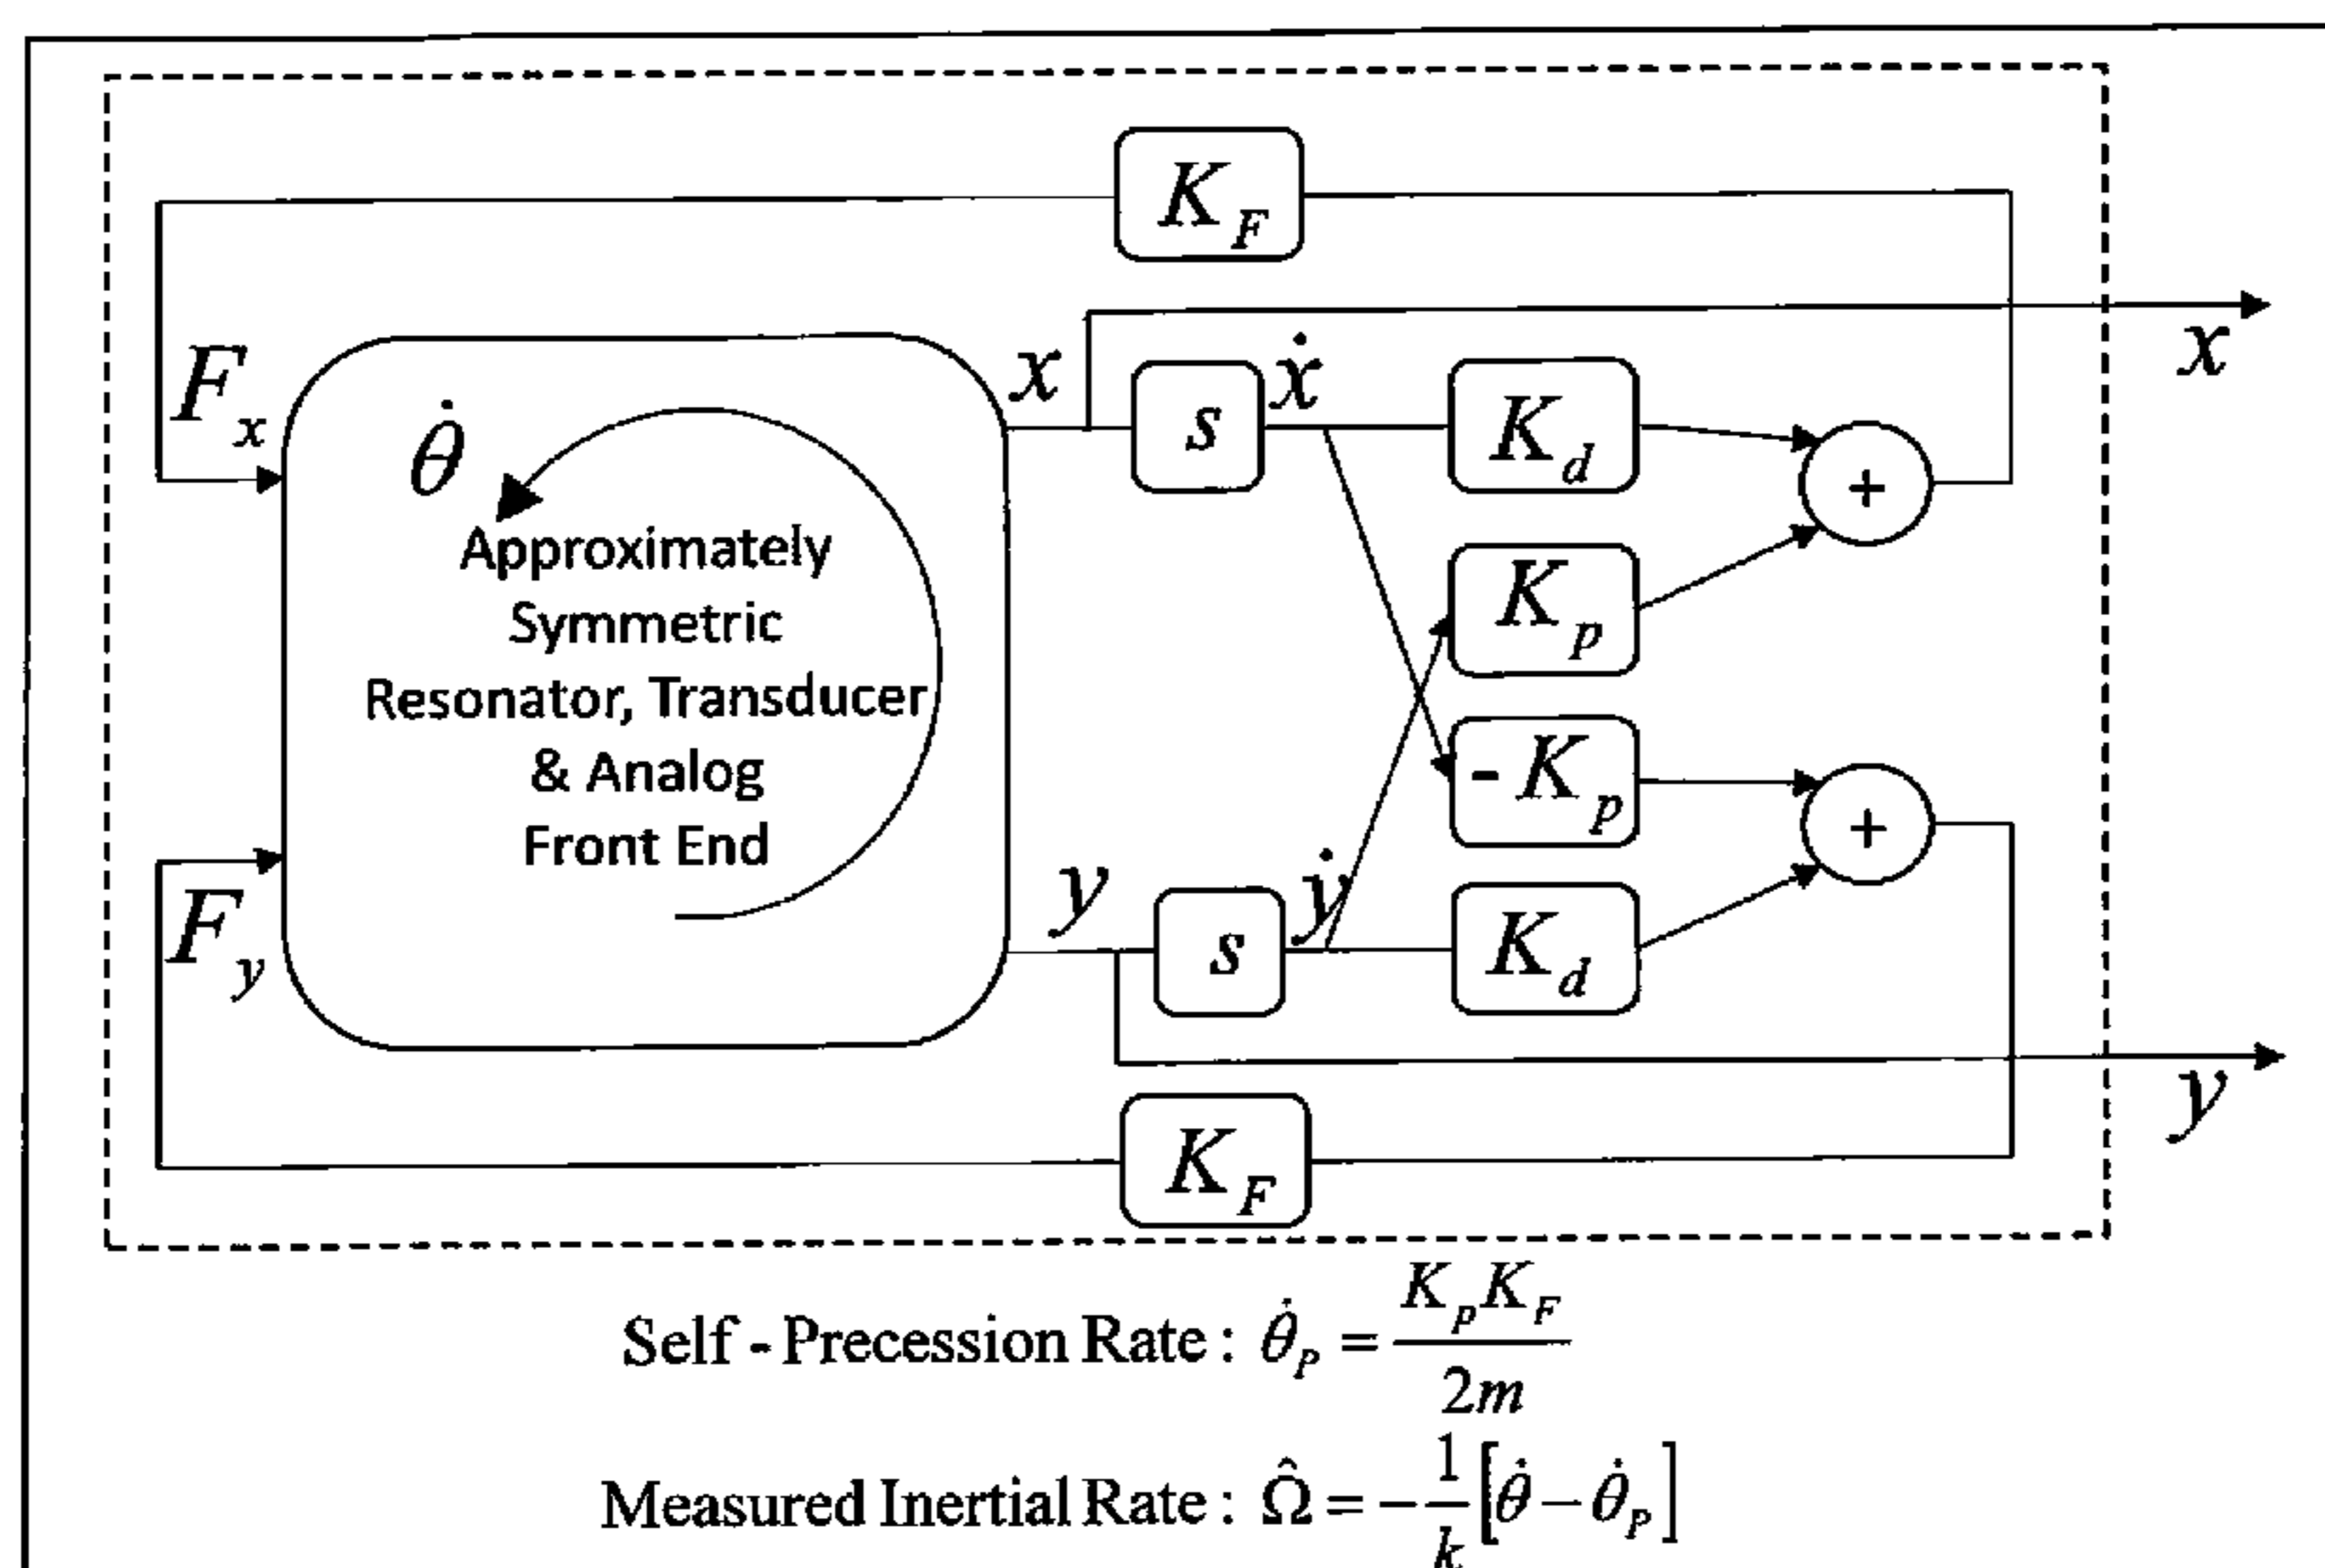 K_F
F_x
x
s
ẋ
K_d
x
θ̇
+
Approximately
Symmetric
Resonator, Transducer
& Analog
Front End
K_p
- K_p
+
F_y
y
s
ẏ
K_d
y
K_F
Self - Precession Rate : θ̇_P = K_p K_F / 2m
Measured Inertial Rate : Ω̂ = - 1/k [θ̇ - θ̇_P]